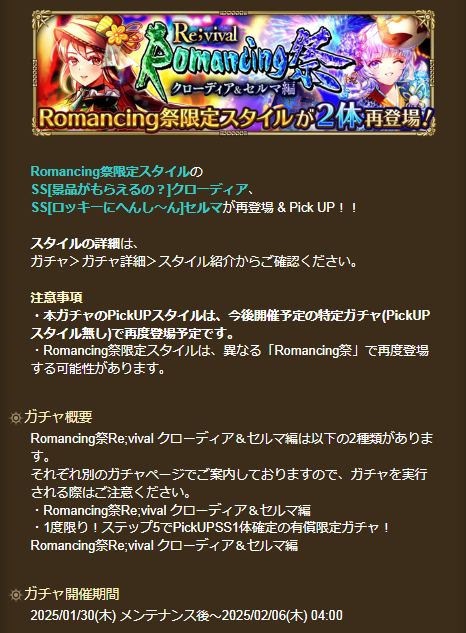 Re;vival
Romancing祭
クローディア&セルマ編
Romancing祭限定スタイルが2体再登場!
Romancing祭限定スタイルの
SS[景品がもらえるの?]クローディア、
SS[ロッキーにへんし~ん]セルマが再登場 & Pick UP!!
スタイルの詳細は、
ガチャ>ガチャ詳細>スタイル紹介からご確認ください。
注意事項
・本ガチャのPickUPスタイルは、今後開催予定の特定ガチャ(PickUP
スタイル無し)で再度登場予定です。
・Romancing祭限定スタイルは、異なる「Romancing祭」で再度登場
する可能性があります。
ガチャ概要
Romancing祭Re;vival クローディア&セルマ編は以下の2種類がありま
す。
それぞれ別のガチャページでご案内しておりますので、ガチャを実行
される際はご注意ください。
・Romancing祭Re;vival クローディア&セルマ編
・1度限り!ステップ5でPickUPSS1体確定の有償限定ガチャ!
Romancing祭Re;vival クローディア&セルマ編
ガチャ開催期間
2025/01/30(木) メンテナンス後~2025/02/06(木) 04:00